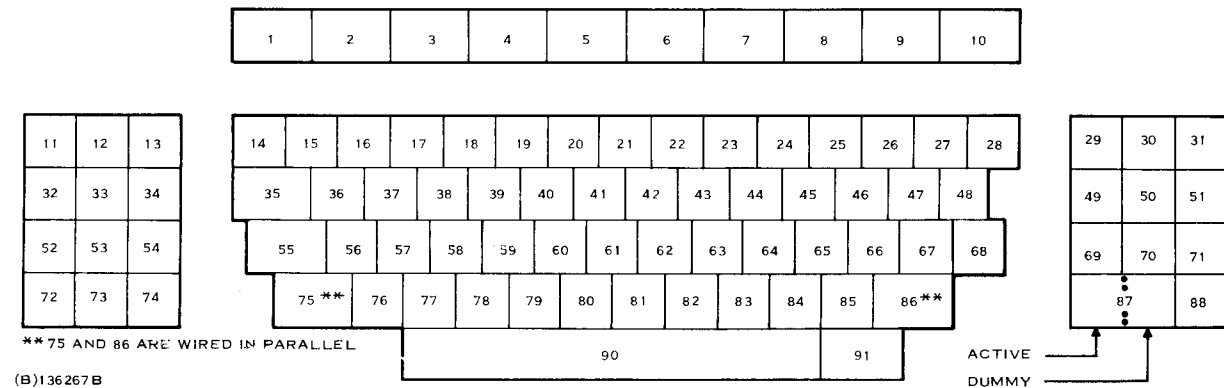 1 2 3 4 5 6 7 8 9 10
11 12 13 14 15 16 17 18 19 20 21 22 23 24 25 26 27 28 29 30 31
32 33 34 35 36 37 38 39 40 41 42 43 44 45 46 47 48 49 50 51
52 53 54 55 56 57 58 59 60 61 62 63 64 65 66 67 68 69 70 71
72 73 74 75** 76 77 78 79 80 81 82 83 84 85 86** 87 88
**75 AND 86 ARE WIRED IN PARALLEL
90 91
ACTIVE
DUMMY
(B)136267B